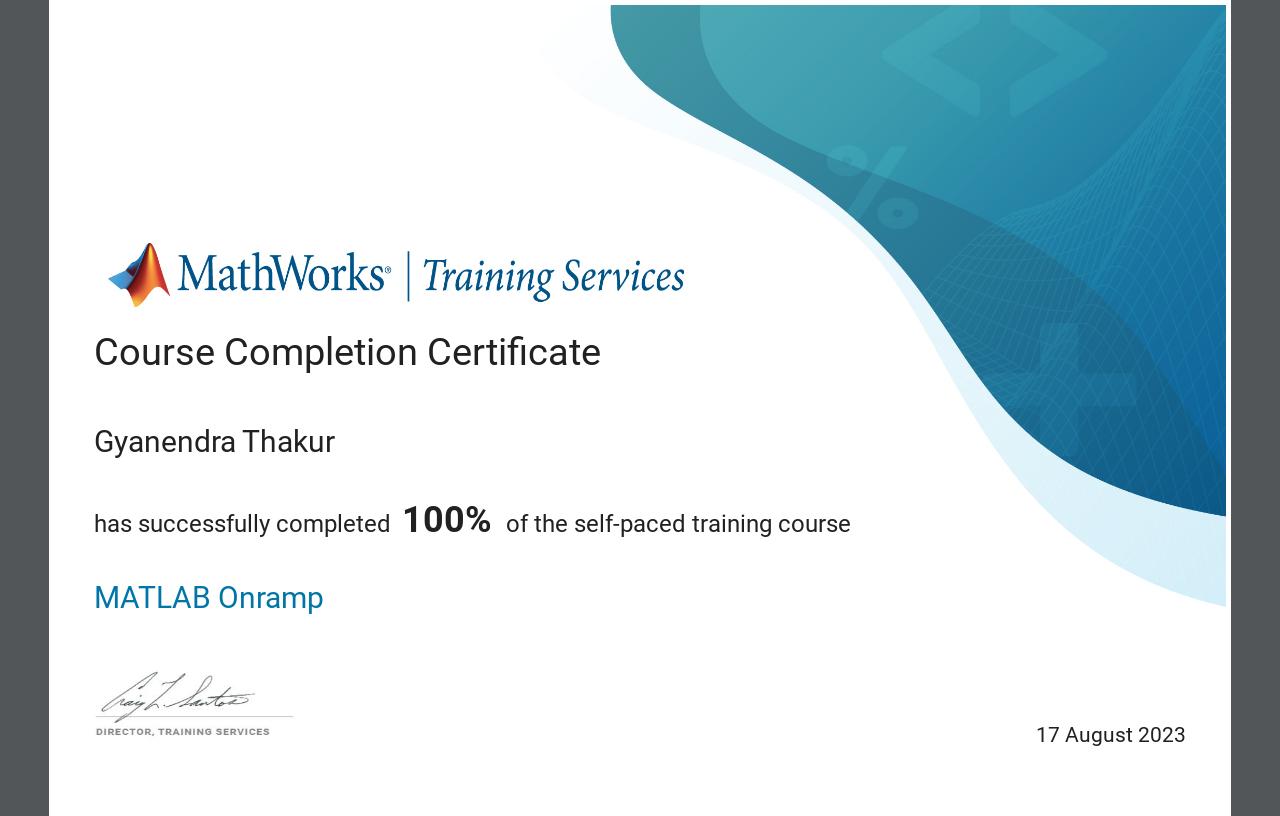 MathWorks® | Training Services
Course Completion Certificate
Gyanendra Thakur
has successfully completed 100% of the self-paced training course
MATLAB Onramp
Craig L. Santos
DIRECTOR, TRAINING SERVICES
17 August 2023